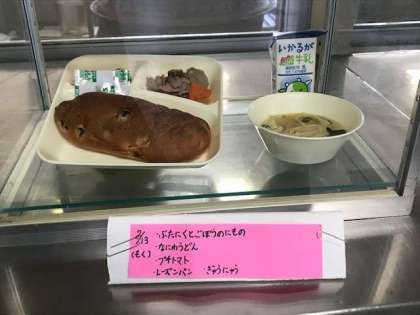 いかるが
牛乳
2/13
(もく)
・ぶたにくとごぼうのにもの
・なにわうどん
・プチトマト
・レーズンパン ぎゅうにゅう